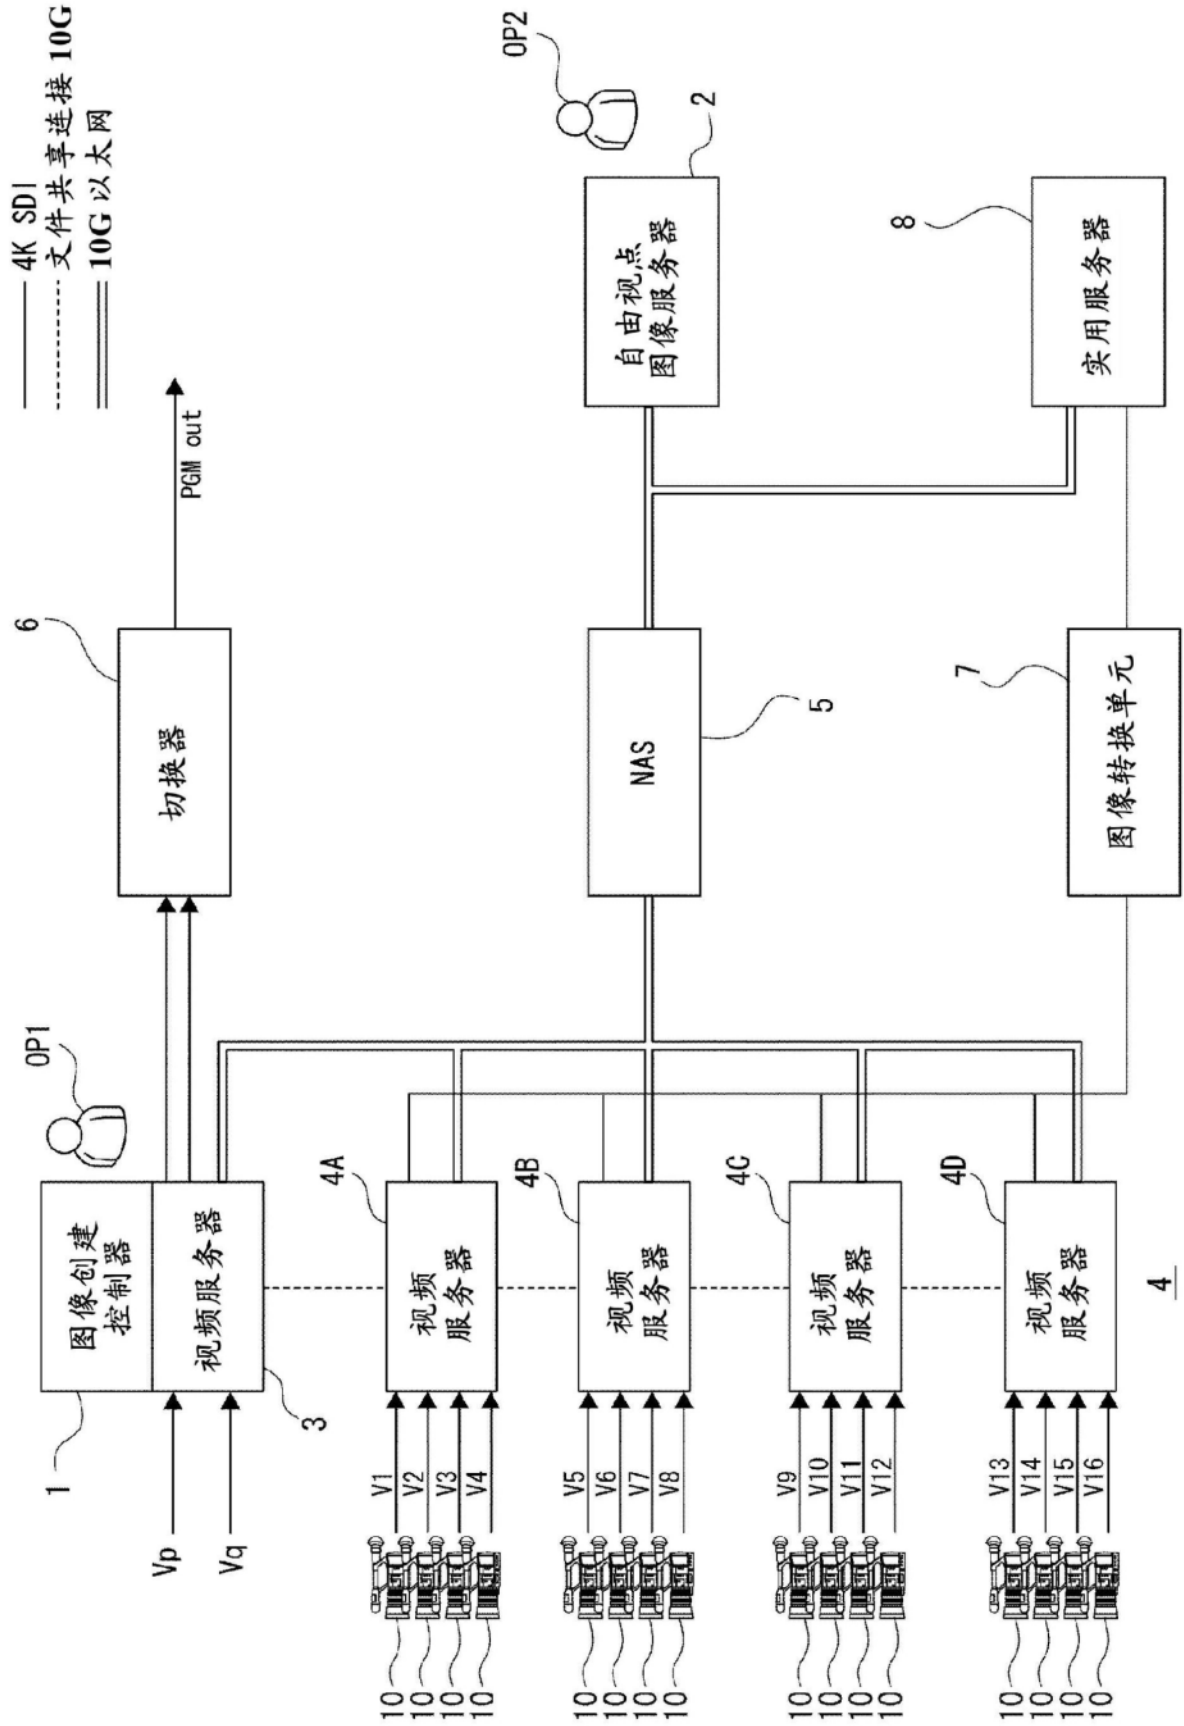 4K SDI
文件共享连接 10G
10G 以太网
OP1
1
图像创建
控制器
视频服务器
3
Vp
Vq
6
切换器
PGM out
4A
视频
服务器
V1
V2
V3
V4
10
10
10
10
4B
视频
服务器
V5
V6
V7
V8
10
10
10
10
4C
视频
服务器
V9
V10
V11
V12
10
10
10
10
4D
视频
服务器
V13
V14
V15
V16
10
10
10
10
4
NAS
5
OP2
自由视点
图像服务器
2
图像转换单元
7
实用服务器
8